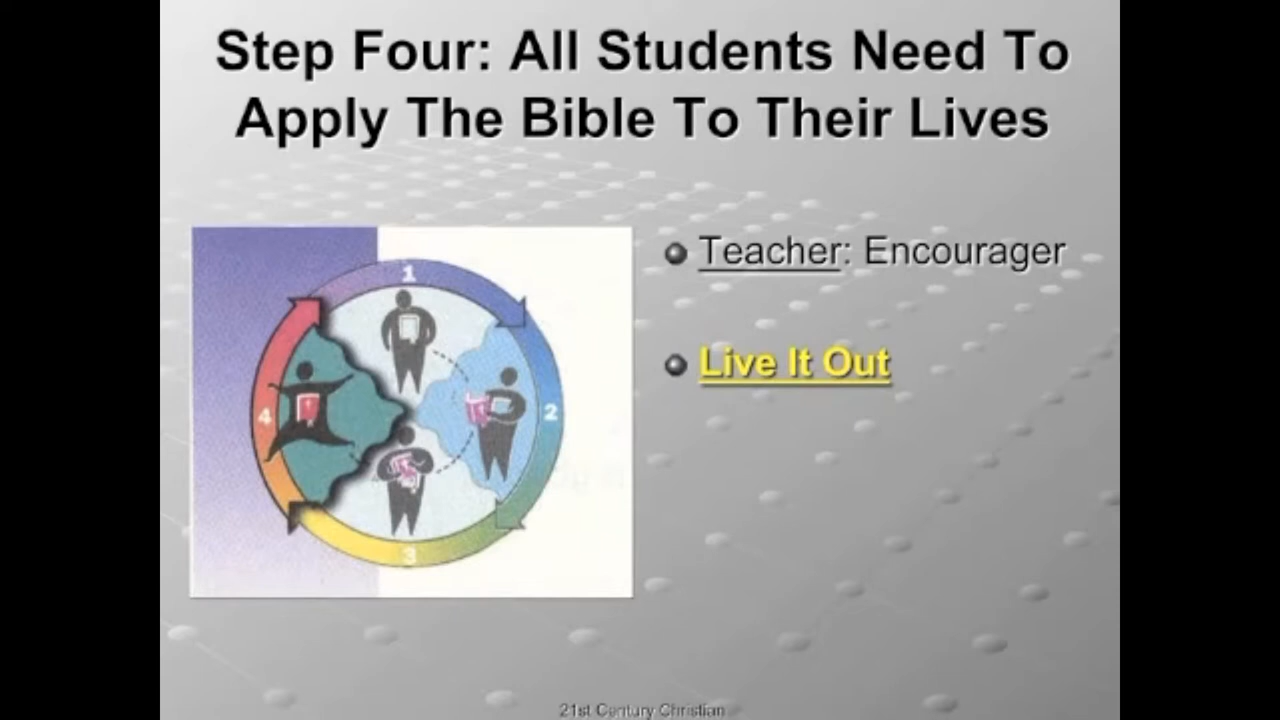 Step Four: All Students Need To
Apply The Bible To Their Lives
Teacher: Encourager
Live It Out
1
2
3
4
21st Century Christian